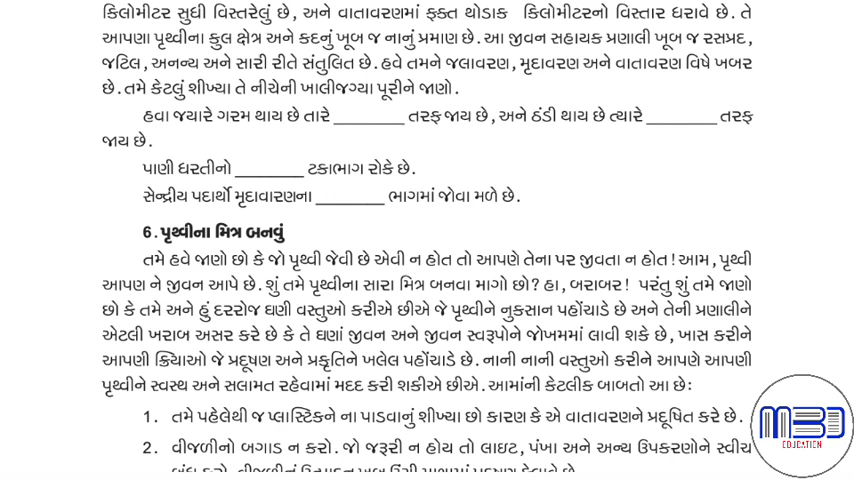 કિલોમીટર સુધી વિસ્તરેલું છે, અને વાતાવરણમાં ફક્ત થોડાક કિલોમીટરનો વિસ્તાર ધરાવે છે. તે
આપણા પૃથ્વીના કુલ ક્ષેત્ર અને કદનું ખૂબ જ નાનું પ્રમાણ છે. આ જીવન સહાયક પ્રણાલી ખૂબ જ રસપ્રદ,
જટિલ, અનન્ય અને સારી રીતે સંતુલિત છે. હવે તમને જલાવરણ, મૃદાવરણ અને વાતાવરણ વિષે ખબર
છે. તમે કેટલું શીખ્યા તે નીચેની ખાલીજગ્યા પૂરીને જાણો.
હવા જયારે ગરમ થાય છે તારે ________ તરફ જાય છે, અને ઠંડી થાય છે ત્યારે ________ તરફ
જાય છે.
પાણી ધરતીનો ________ ટકાભાગ રોકે છે.
સેન્દ્રીય પદાર્થો મૃદાવારણના ________ ભાગમાં જોવા મળે છે.
6. પૃથ્વીના મિત્ર બનવું
તમે હવે જાણો છો કે જો પૃથ્વી જેવી છે એવી ન હોત તો આપણે તેના પર જીવતા ન હોત! આમ, પૃથ્વી
આપણ ને જીવન આપે છે. શું તમે પૃથ્વીના સારા મિત્ર બનવા માગો છો? હા, બરાબર! પરંતુ શું તમે જાણો
છો કે તમે અને હું દરરોજ ઘણી વસ્તુઓ કરીએ છીએ જે પૃથ્વીને નુકસાન પહોંચાડે છે અને તેની પ્રણાલીને
એટલી ખરાબ અસર કરે છે કે તે ઘણાં જીવન અને જીવન સ્વરૂપોને જોખમમાં લાવી શકે છે, ખાસ કરીને
આપણી ક્રિયાઓ જે પ્રદૂષણ અને પ્રકૃતિને ખલેલ પહોંચાડે છે. નાની નાની વસ્તુઓ કરીને આપણે આપણી
પૃથ્વીને સ્વસ્થ અને સલામત રહેવામાં મદદ કરી શકીએ છીએ. આમાંની કેટલીક બાબતો આ છે:
1. તમે પહેલેથી જ પ્લાસ્ટિકને ના પાડવાનું શીખ્યા છો કારણ કે એ વાતાવરણને પ્રદૂષિત કરે છે.
2. વીજળીનો બગાડ ન કરો. જો જરૂરી ન હોય તો લાઇટ, પંખા અને અન્ય ઉપકરણોને સ્વીચ
MBD
EDUCATION